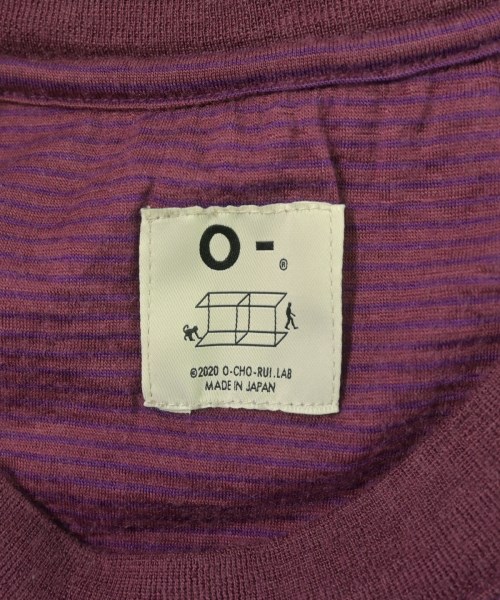 O -
®
©2020 O-CHO-RUI.LAB
MADE IN JAPAN